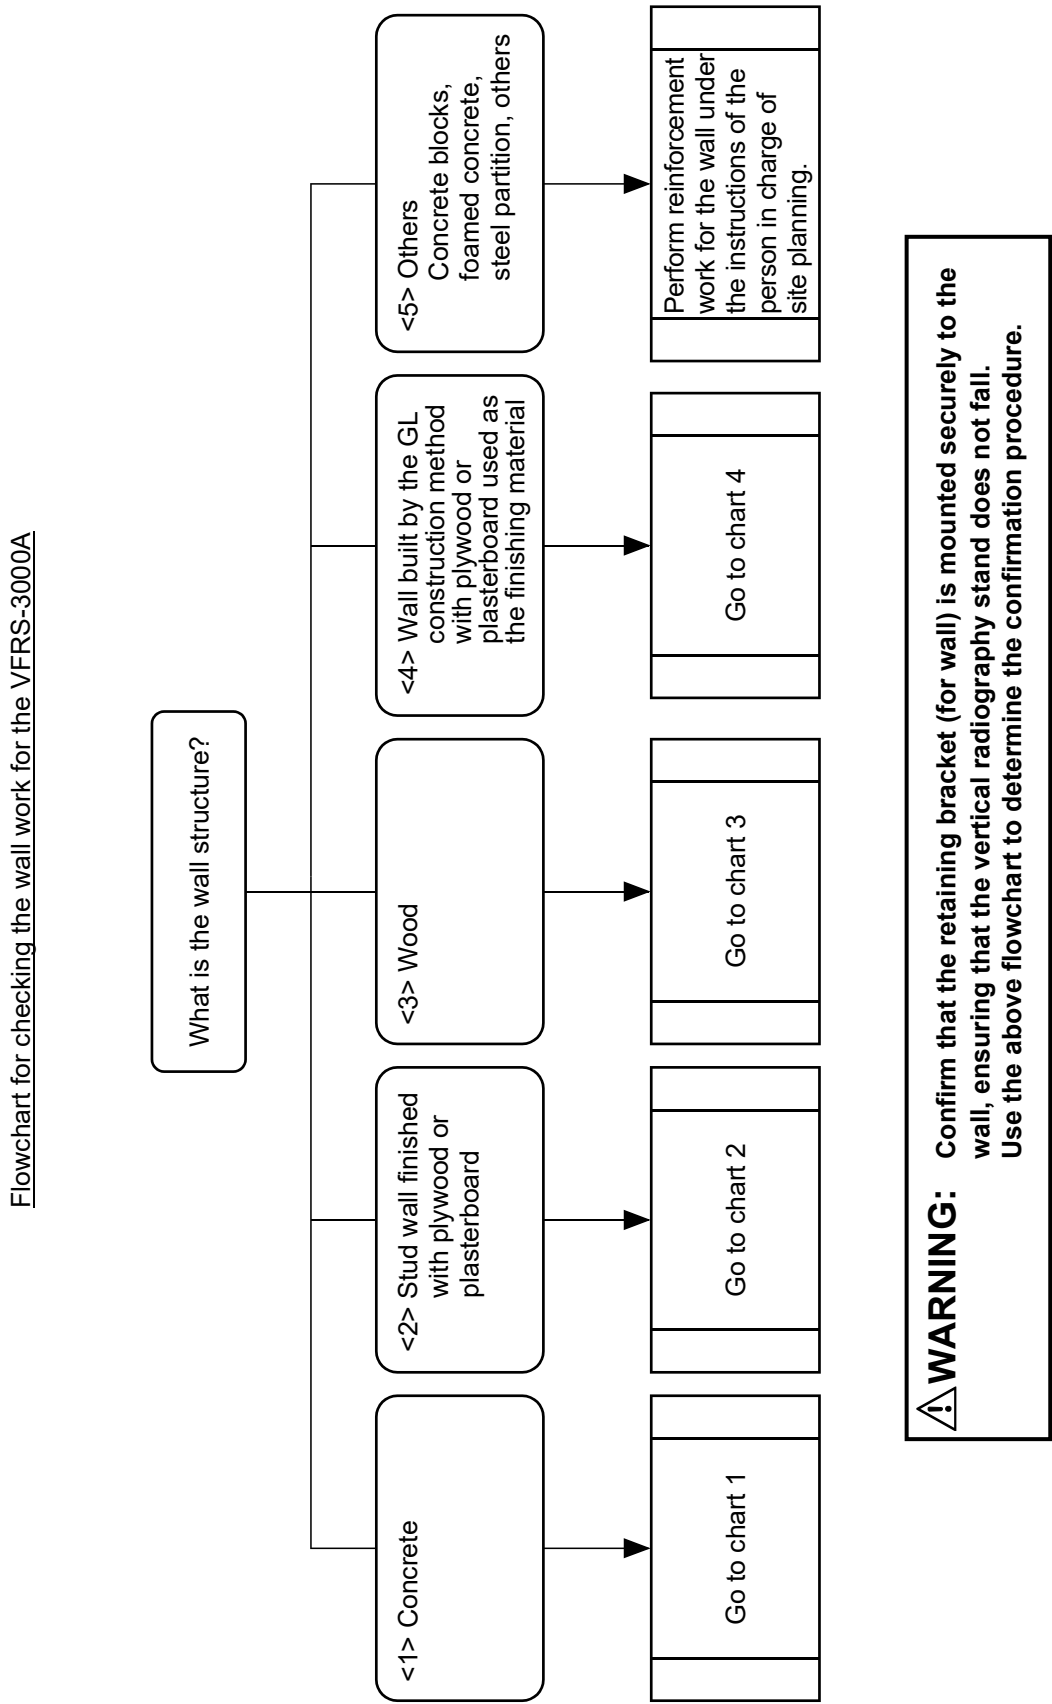 Flowchart for checking the wall work for the VFRS-3000A
What is the wall structure?
<1> Concrete
<2> Stud wall finished
with plywood or
plasterboard
<3> Wood
<4> Wall built by the GL
construction method
with plywood or
plasterboard used as
the finishing material
<5> Others
Concrete blocks,
foamed concrete,
steel partition, others
Go to chart 1
Go to chart 2
Go to chart 3
Go to chart 4
Perform reinforcement
work for the wall under
the instructions of the
person in charge of
site planning.
WARNING: Confirm that the retaining bracket (for wall) is mounted securely to the
wall, ensuring that the vertical radiography stand does not fall.
Use the above flowchart to determine the confirmation procedure.